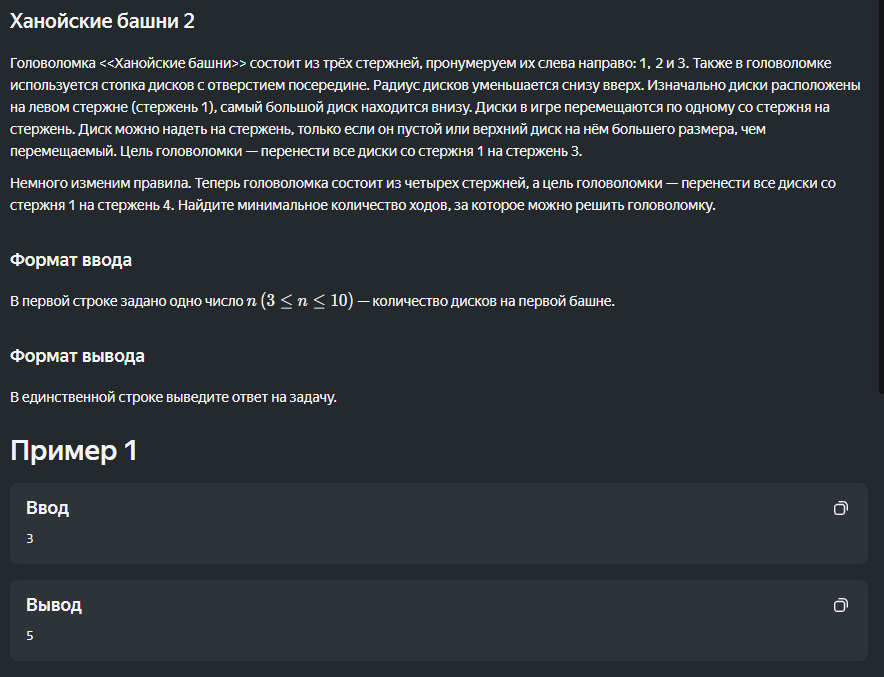 Ханойские башни 2
Головоломка <<Ханойские башни>> состоит из трёх стержней, пронумеруем их слева направо: 1, 2 и 3. Также в головоломке
используется стопка дисков с отверстием посередине. Радиус дисков уменьшается снизу вверх. Изначально диски расположены
на левом стержне (стержень 1), самый большой диск находится внизу. Диски в игре перемещаются по одному со стержня на
стержень. Диск можно надеть на стержень, только если он пустой или верхний диск на нём большего размера, чем
перемещаемый. Цель головоломки — перенести все диски со стержня 1 на стержень 3.
Немного изменим правила. Теперь головоломка состоит из четырех стержней, а цель головоломки — перенести все диски со
стержня 1 на стержень 4. Найдите минимальное количество ходов, за которое можно решить головоломку.
Формат ввода
В первой строке задано одно число n (3 ≤ n ≤ 10) — количество дисков на первой башне.
Формат вывода
В единственной строке выведите ответ на задачу.
Пример 1
Ввод
3
Вывод
5